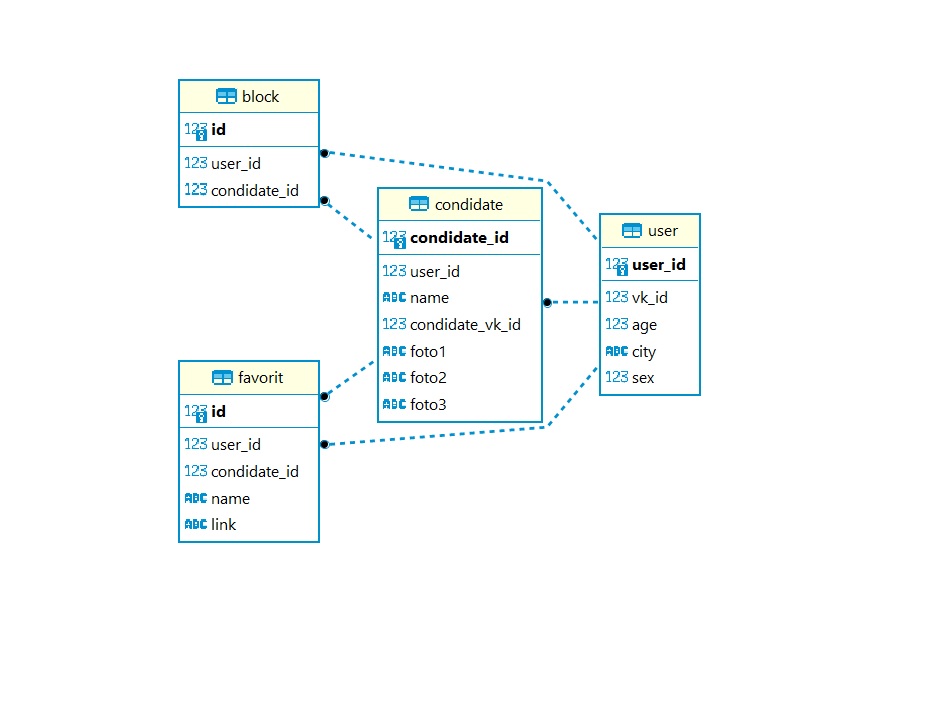 block
123 id
123 user_id
123 condidate_id
condidate
123 condidate_id
123 user_id
ABC name
123 condidate_vk_id
ABC foto1
ABC foto2
ABC foto3
user
123 user_id
123 vk_id
123 age
ABC city
123 sex
favorit
123 id
123 user_id
123 condidate_id
ABC name
ABC link